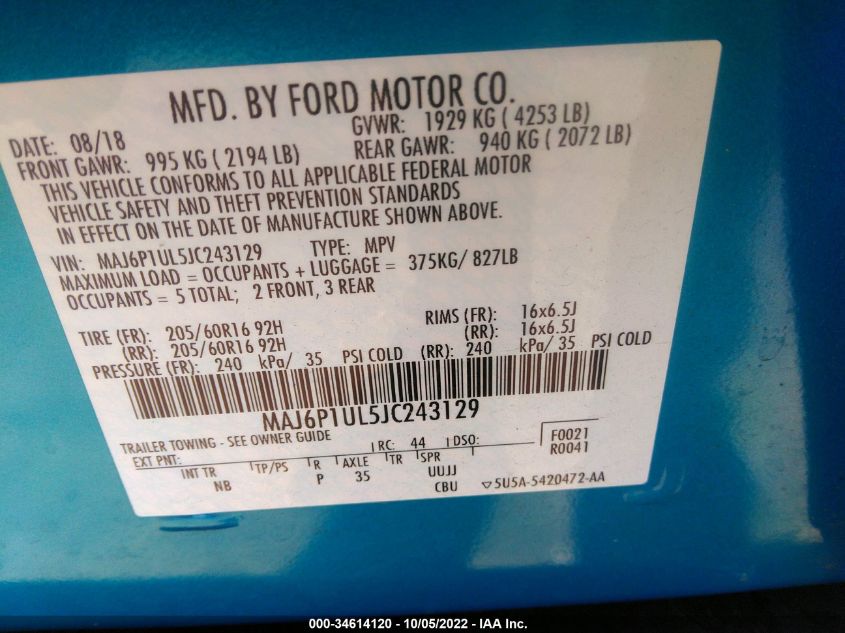 MFD. BY FORD MOTOR CO.
DATE: 08/18 GVWR: 1929 KG ( 4253 LB)
FRONT GAWR: 995 KG ( 2194 LB) REAR GAWR: 940 KG ( 2072 LB)
THIS VEHICLE CONFORMS TO ALL APPLICABLE FEDERAL MOTOR
VEHICLE SAFETY AND THEFT PREVENTION STANDARDS
IN EFFECT ON THE DATE OF MANUFACTURE SHOWN ABOVE.
VIN: MAJ6P1UL5JC243129 TYPE: MPV
MAXIMUM LOAD = OCCUPANTS + LUGGAGE = 375KG/ 827LB
OCCUPANTS = 5 TOTAL; 2 FRONT, 3 REAR
TIRE (FR): 205/60R16 92H RIMS (FR): 16x6.5J
(RR): 205/60R16 92H (RR): 16x6.5J
PRESSURE (FR): 240 kPa/ 35 PSI COLD (RR): 240 kPa/ 35 PSI COLD
MAJ6P1UL5JC243129
TRAILER TOWING - SEE OWNER GUIDE
EXT PNT: RC: 44 DSO: F0021
R0041
INT TR TP/PS R AXLE TR SPR
NB P 35 UUJJ
CBU 5U5A-5420472-AA
000-34614120 - 10/05/2022 - IAA Inc.